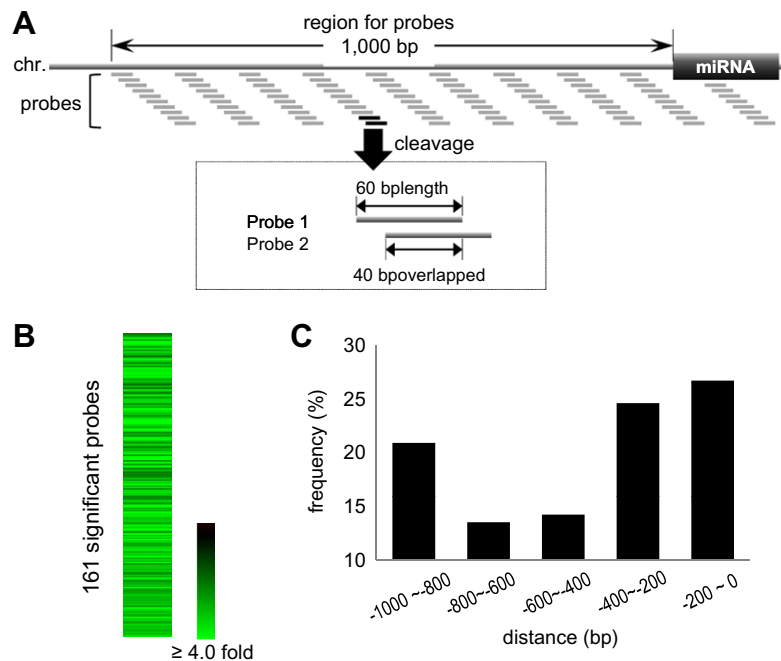 A
region for probes
1,000 bp
chr.
miRNA
probes
cleavage
60 bplength
Probe 1
Probe 2
40 bpoverlapped
B
161 significant probes
≥ 4.0 fold
C
frequency (%)
30
25
20
15
10
-1000 ~-800
-800~-600
-600~-400
-400~-200
-200 ~ 0
distance (bp)